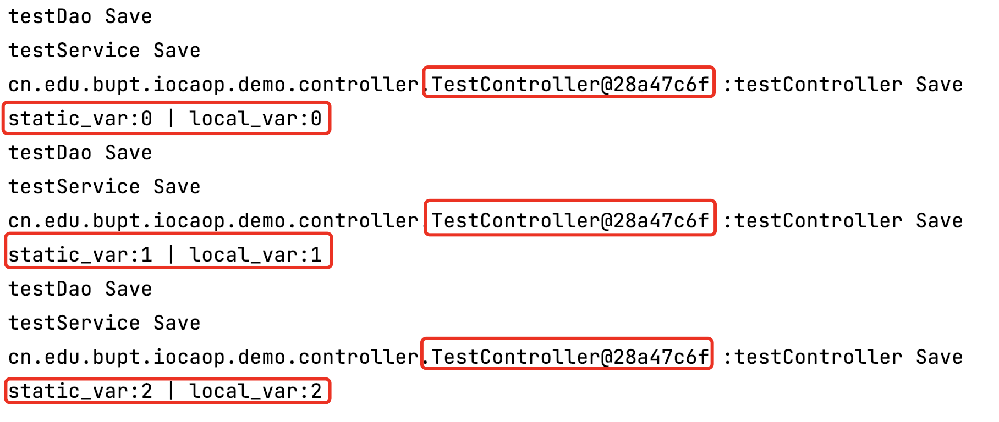 testDao Save
testService Save
cn.edu.bupt.iocaop.demo.controller.TestController@28a47c6f :testController Save
static_var:0 | local_var:0
testDao Save
testService Save
cn.edu.bupt.iocaop.demo.controller.TestController@28a47c6f :testController Save
static_var:1 | local_var:1
testDao Save
testService Save
cn.edu.bupt.iocaop.demo.controller.TestController@28a47c6f :testController Save
static_var:2 | local_var:2